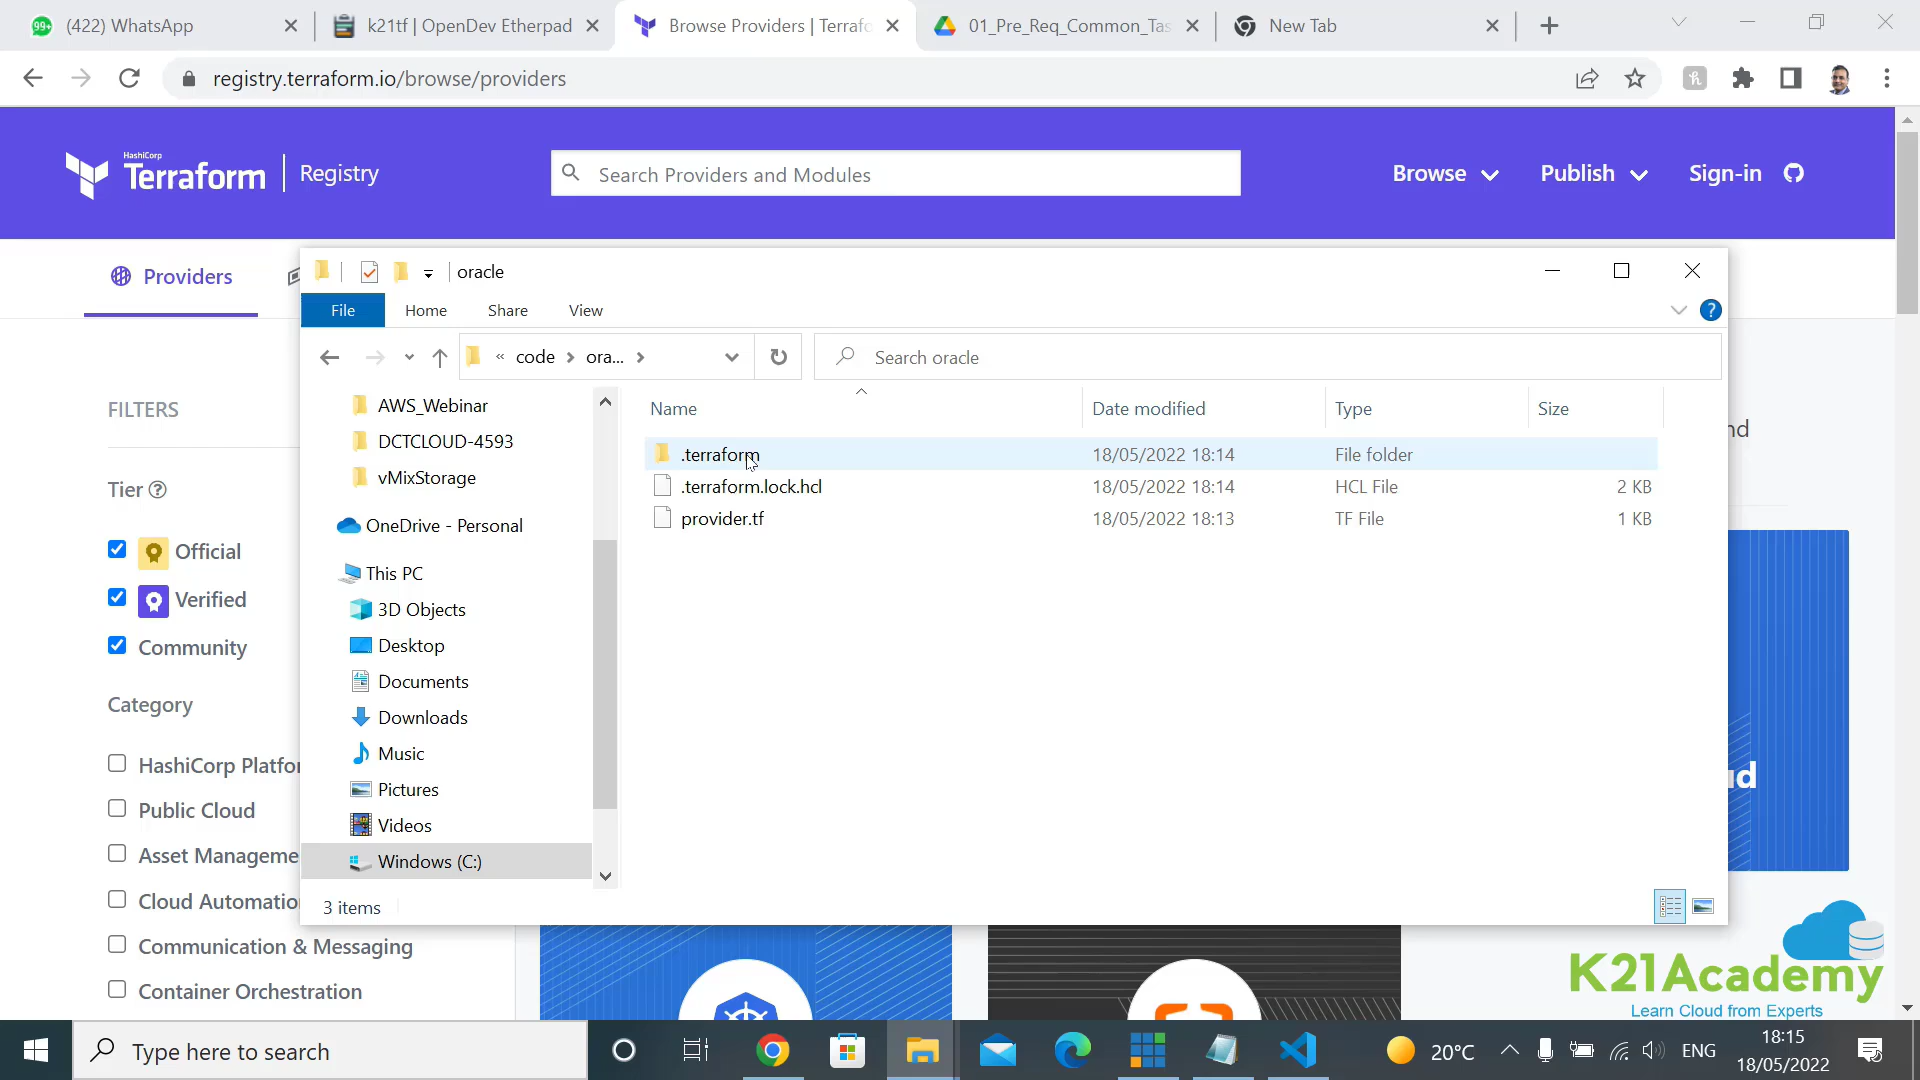 (422) WhatsApp
k21tf | OpenDev Etherpad
Browse Providers | Terrafo
01_Pre_Req_Common_Tas
New Tab
registry.terraform.io/browse/providers
HashiCorp
Terraform
Registry
Search Providers and Modules
Browse
Publish
Sign-in
Providers
oracle
File
Home
Share
View
« code > ora... >
Search oracle
FILTERS
Tier
Official
Verified
Community
Category
HashiCorp Platfor
Public Cloud
Asset Manageme
Cloud Automatio
Communication & Messaging
Container Orchestration
AWS_Webinar
DCTCLOUD-4593
vMixStorage
OneDrive - Personal
This PC
3D Objects
Desktop
Documents
Downloads
Music
Pictures
Videos
Windows (C:)
Name
Date modified
Type
Size
.terraform
18/05/2022 18:14
File folder
.terraform.lock.hcl
18/05/2022 18:14
HCL File
2 KB
provider.tf
18/05/2022 18:13
TF File
1 KB
3 items
nd
ud
K21Academy
Learn Cloud from Experts
Type here to search
20°C
ENG
18:15
18/05/2022